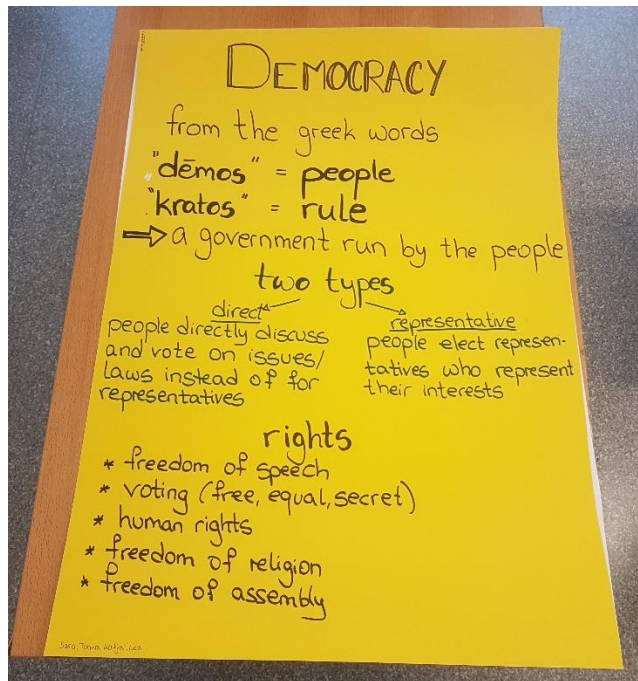 DEMOCRACY
from the greek words
"dēmos" = people
"kratos" = rule
⇒ a government run by the people
two types
direct
people directly discuss
and vote on issues/
laws instead of for
representatives
representative
people elect represen-
tatives who represent
their interests
rights
* freedom of speech
* voting (free, equal, secret)
* human rights
* freedom of religion
* freedom of assembly